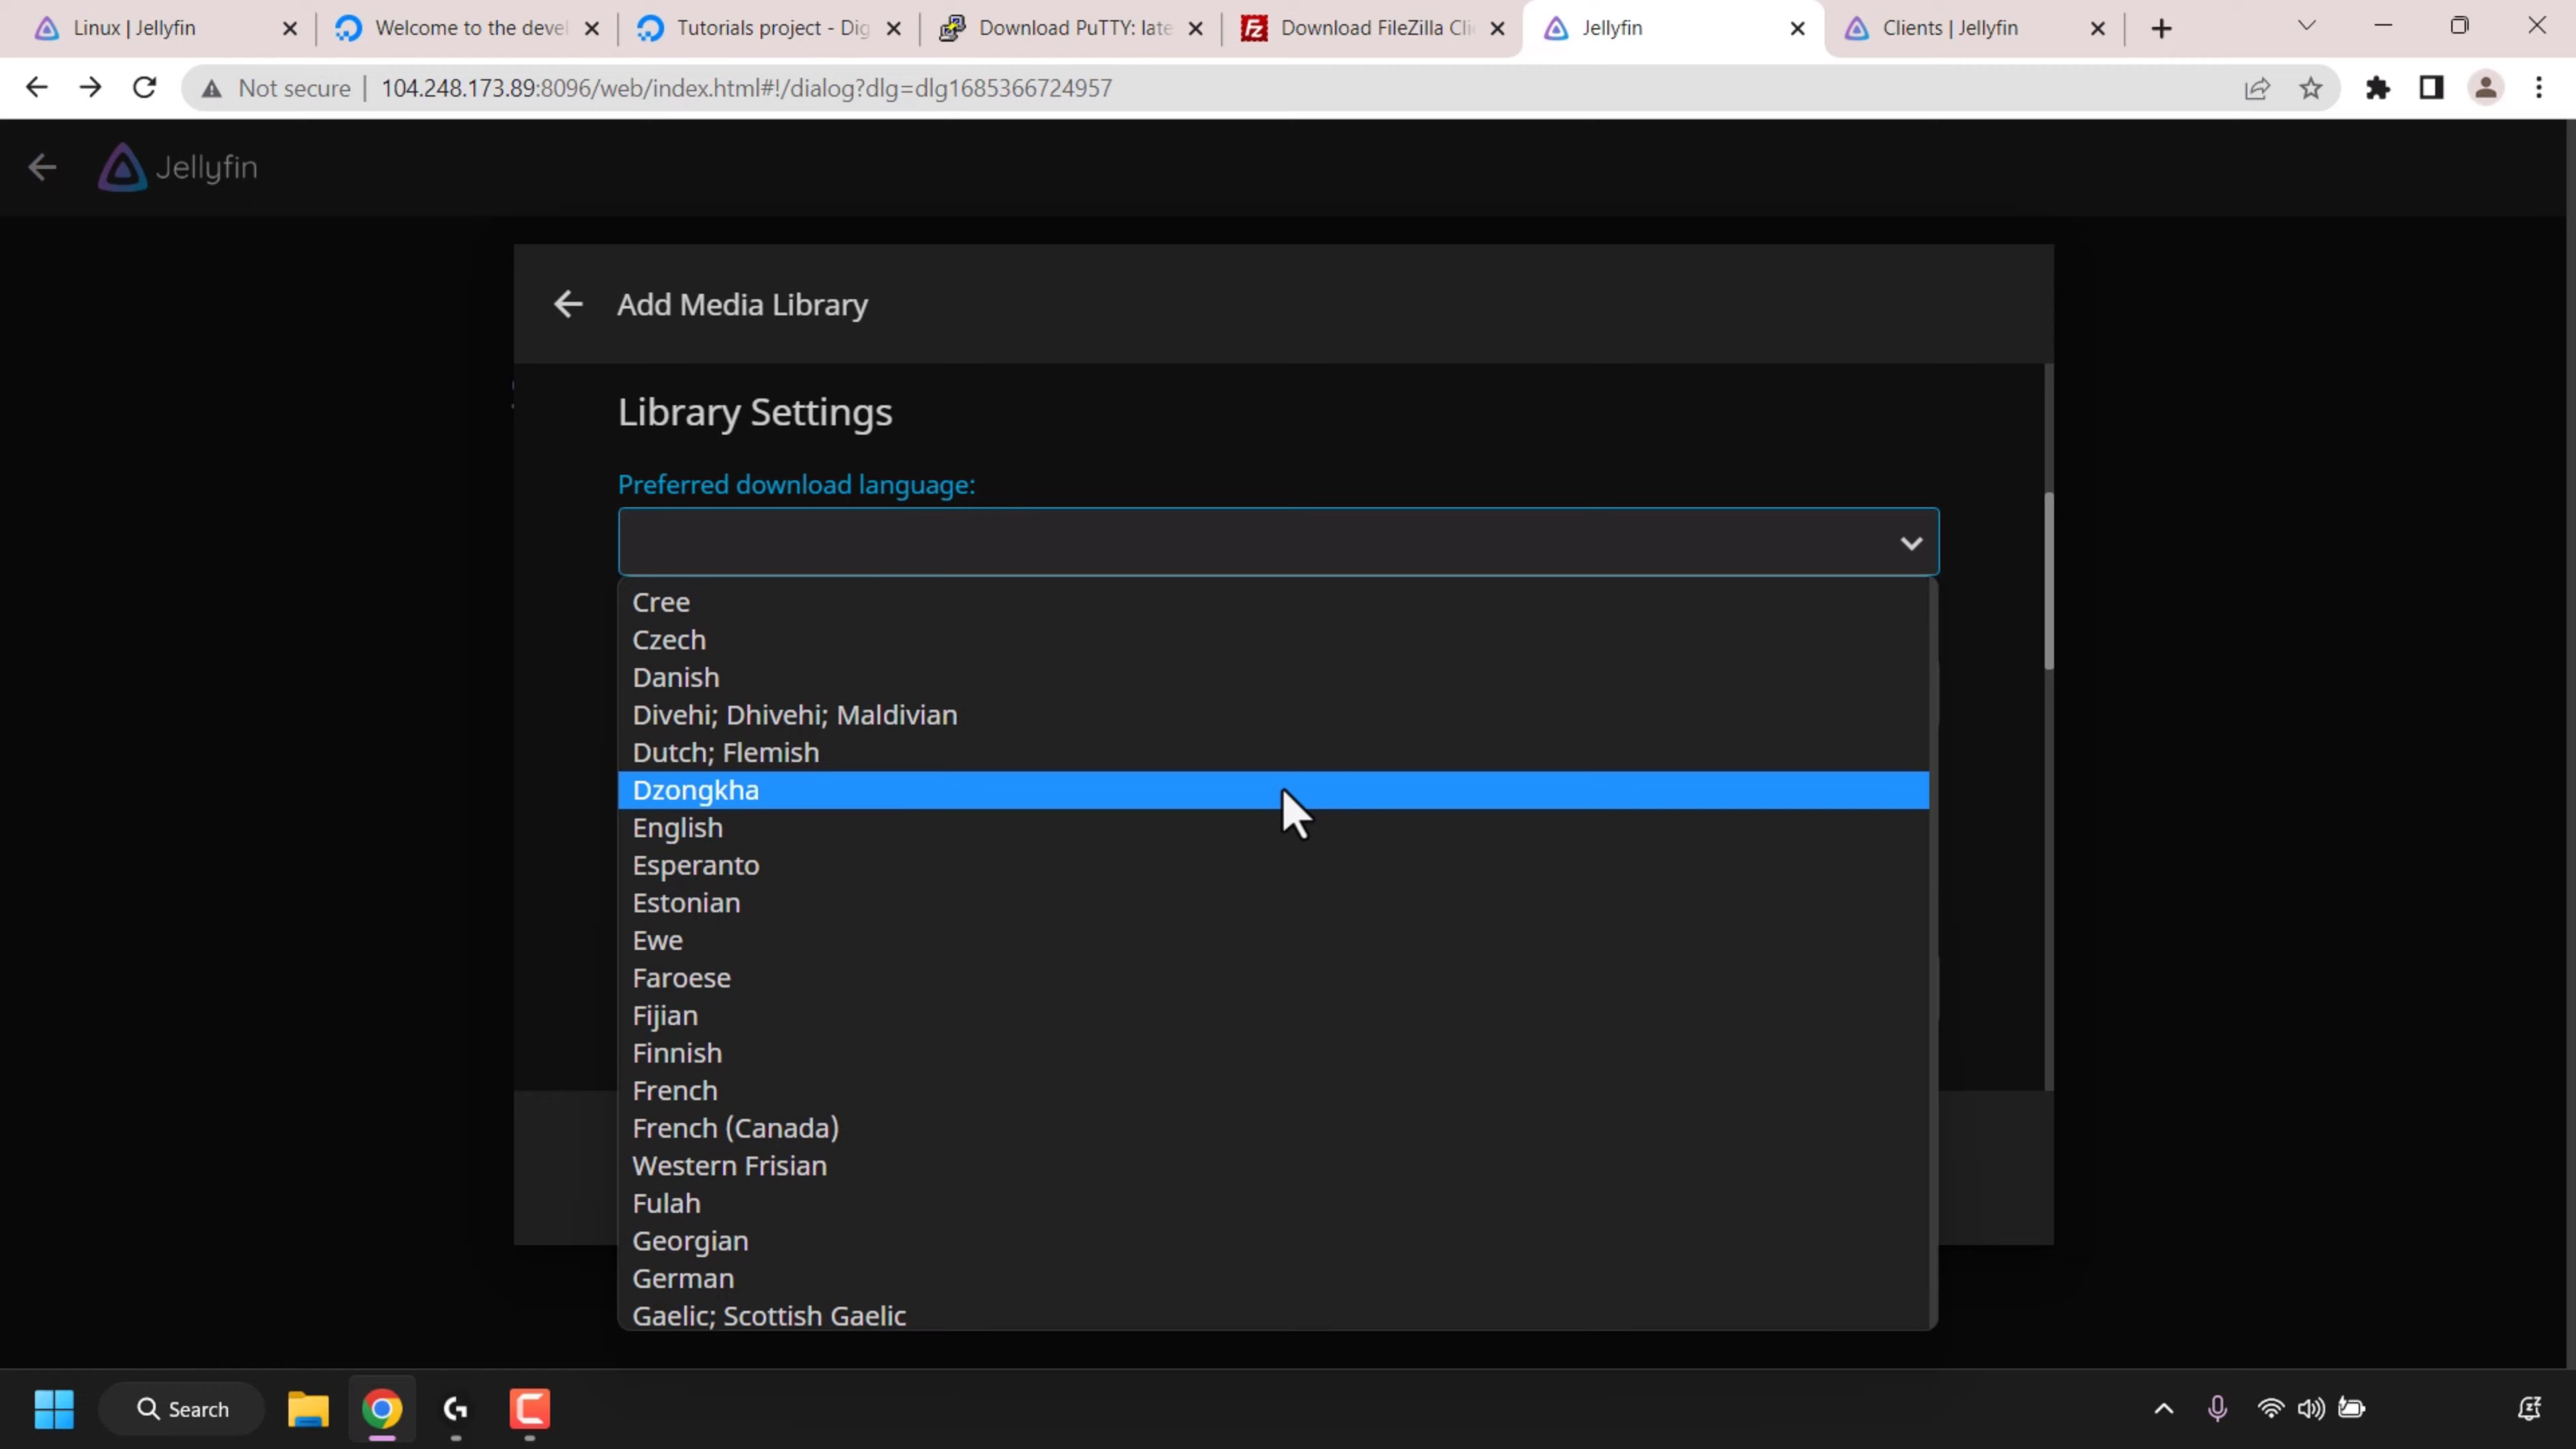 Linux | Jellyfin
Welcome to the devel
Tutorials project - Dig
Download PuTTY: late
Download FileZilla Cli
Jellyfin
Clients | Jellyfin
Not secure | 104.248.173.89:8096/web/index.html#!/dialog?dlg=dlg1685366724957
Jellyfin
Add Media Library
Library Settings
Preferred download language:
Cree
Czech
Danish
Divehi; Dhivehi; Maldivian
Dutch; Flemish
Dzongkha
English
Esperanto
Estonian
Ewe
Faroese
Fijian
Finnish
French
French (Canada)
Western Frisian
Fulah
Georgian
German
Gaelic; Scottish Gaelic
Search